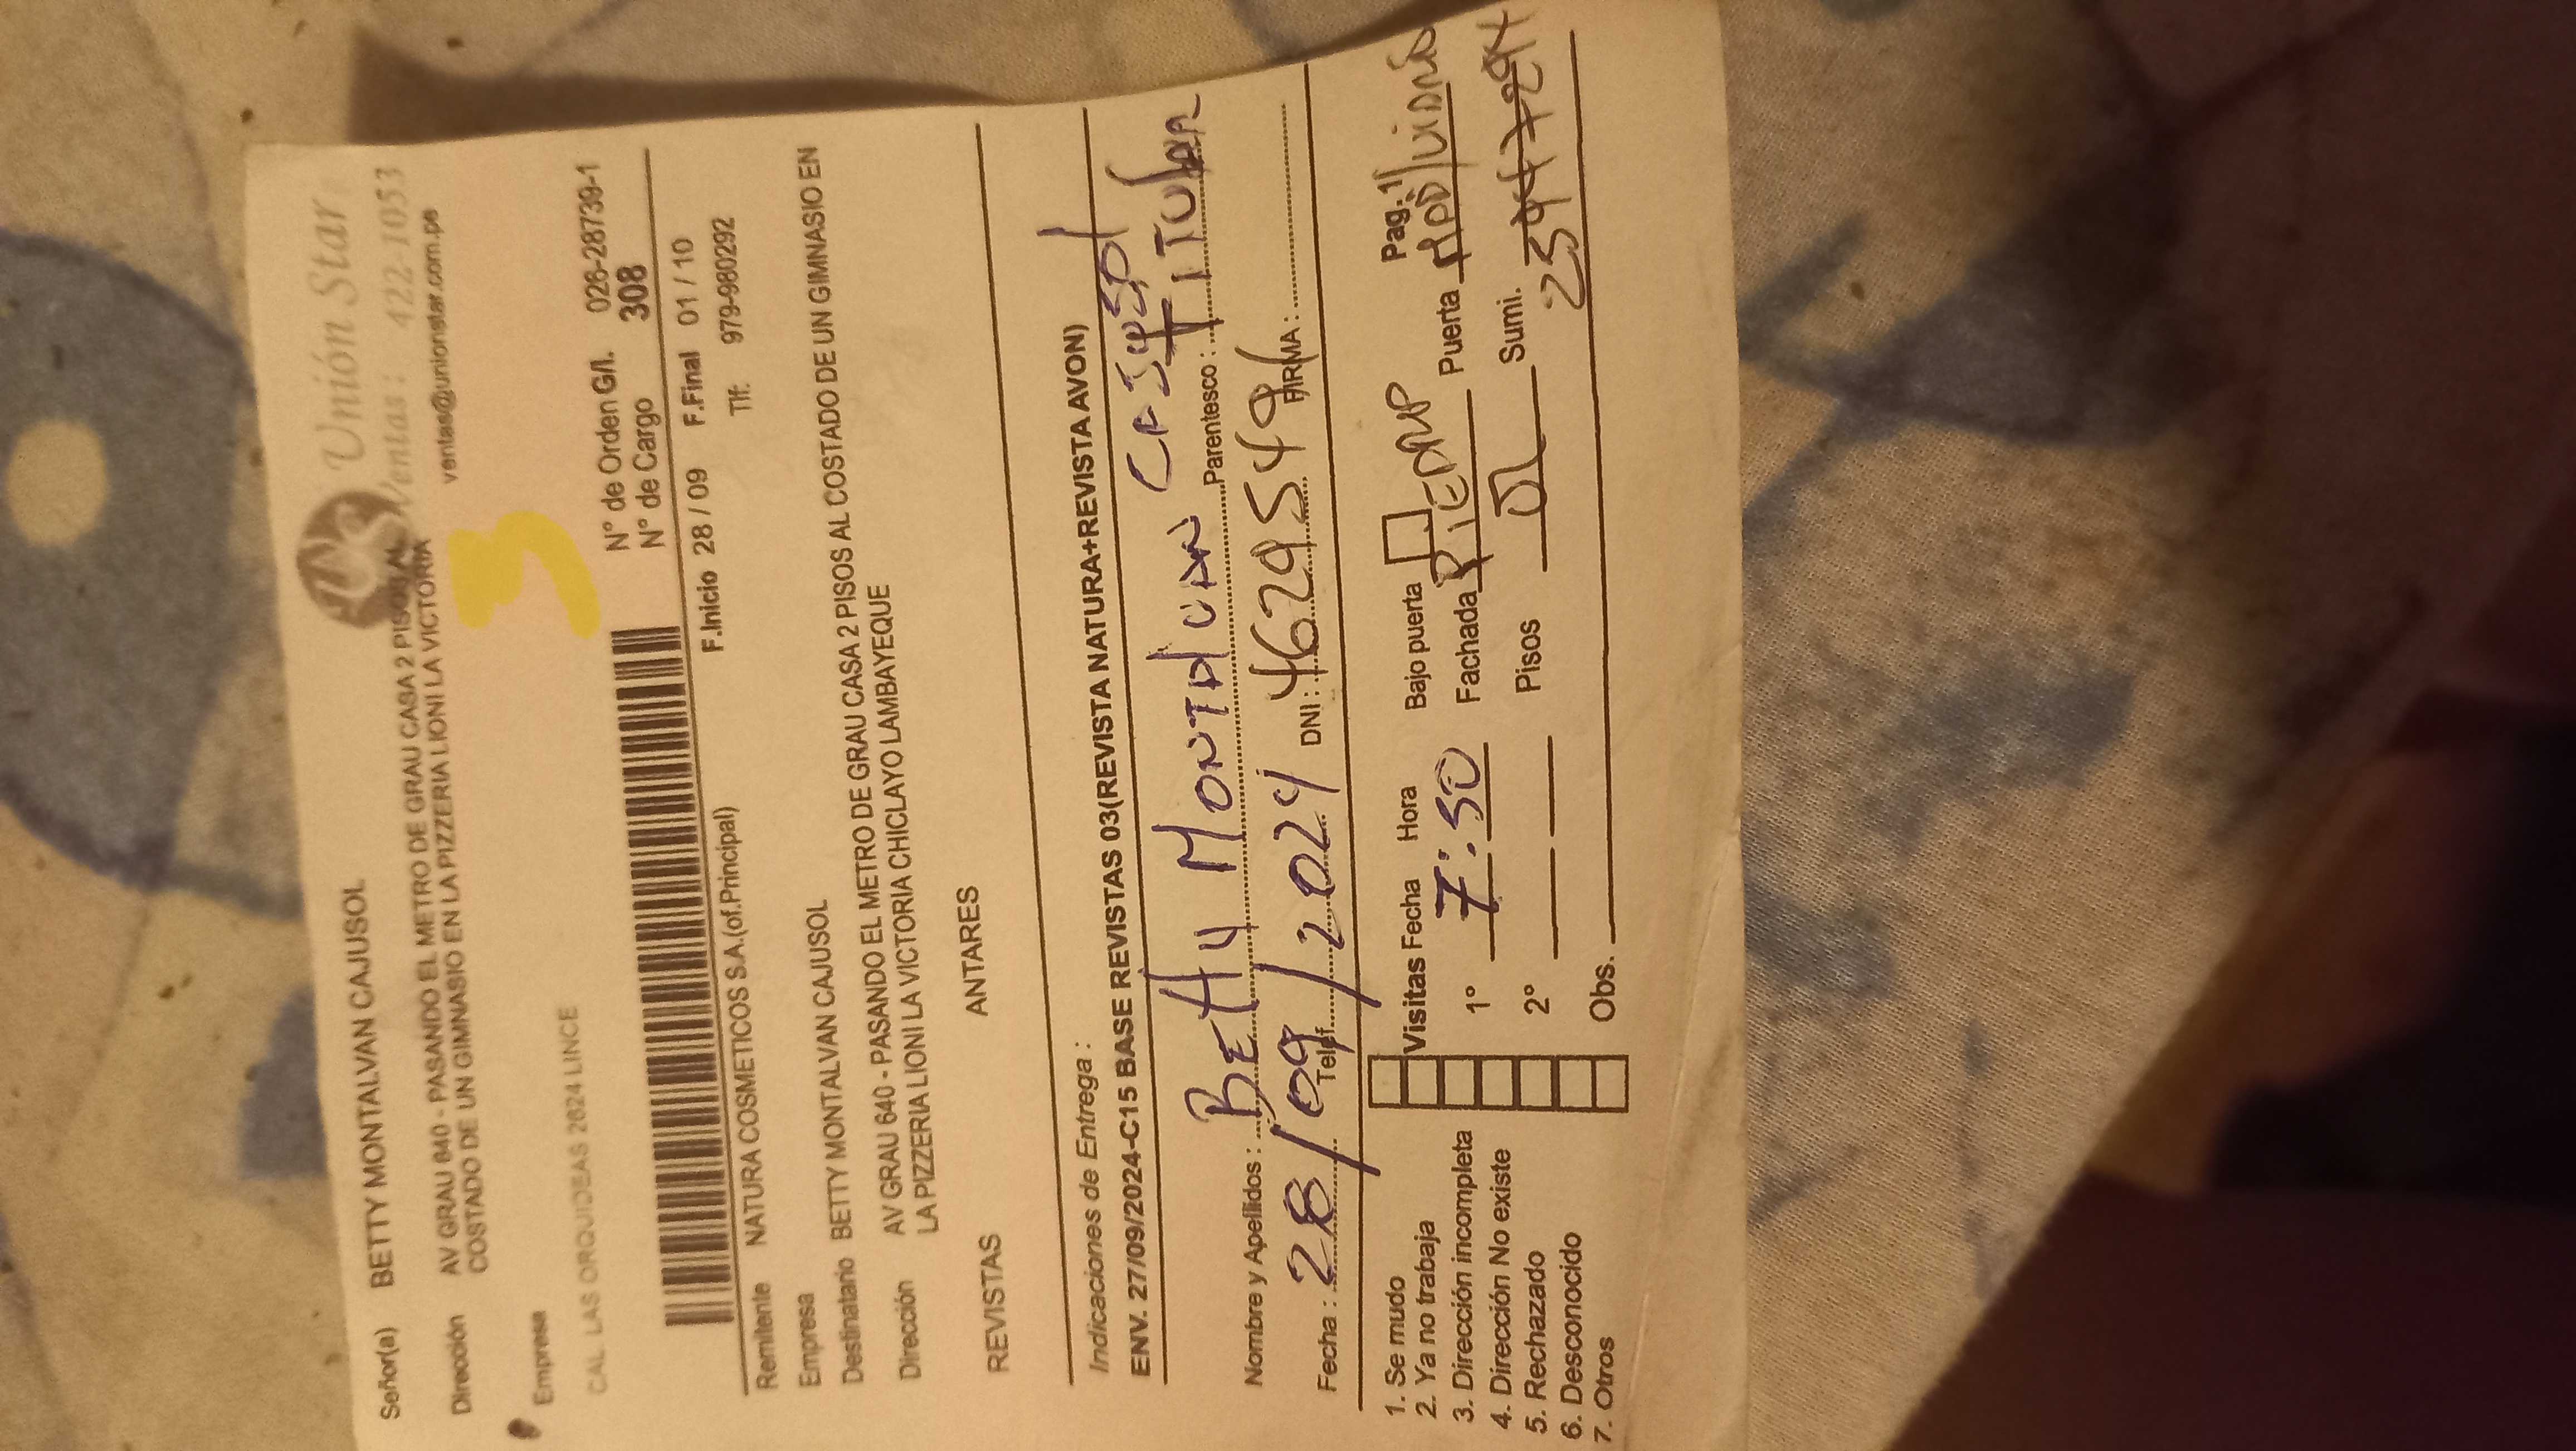 Unión Star
Ventas: 422-1053
ventas@unionstar.com.pe
Señor(a) BETTY MONTALVAN CAJUSOL
Dirección AV GRAU 640 - PASANDO EL METRO DE GRAU CASA 2 PISOS AL
COSTADO DE UN GIMNASIO EN LA PIZZERIA LIONI LA VICTORIA
3
Empresa
CAL LAS ORQUIDEAS 2624 LINCE
N° de Orden G/l. 026-28739-1
N° de Cargo 308
F.Inicio 28 / 09 F.Final 01 / 10
Remitente NATURA COSMETICOS S.A.(of.Principal) Tlf: 979-980292
Empresa
Destinatario BETTY MONTALVAN CAJUSOL
Dirección AV GRAU 640 - PASANDO EL METRO DE GRAU CASA 2 PISOS AL COSTADO DE UN GIMNASIO EN
LA PIZZERIA LIONI LA VICTORIA CHICLAYO LAMBAYEQUE
REVISTAS ANTARES
Indicaciones de Entrega :
ENV. 27/09/2024-C15 BASE REVISTAS 03(REVISTA NATURA+REVISTA AVON)
Nombre y Apellidos : Betty Montalvan Parentesco : Titular
Fecha : 28/09/2024 Telef DNI : 46295498 FIRMA :
Pag.1
1. Se mudo
2. Ya no trabaja
3. Dirección incompleta
4. Dirección No existe
5. Rechazado
6. Desconocido
7. Otros
Visitas Fecha Hora Bajo puerta
1° 7:30 Fachada Puerta
2° Pisos 02 Sumi.
Obs.